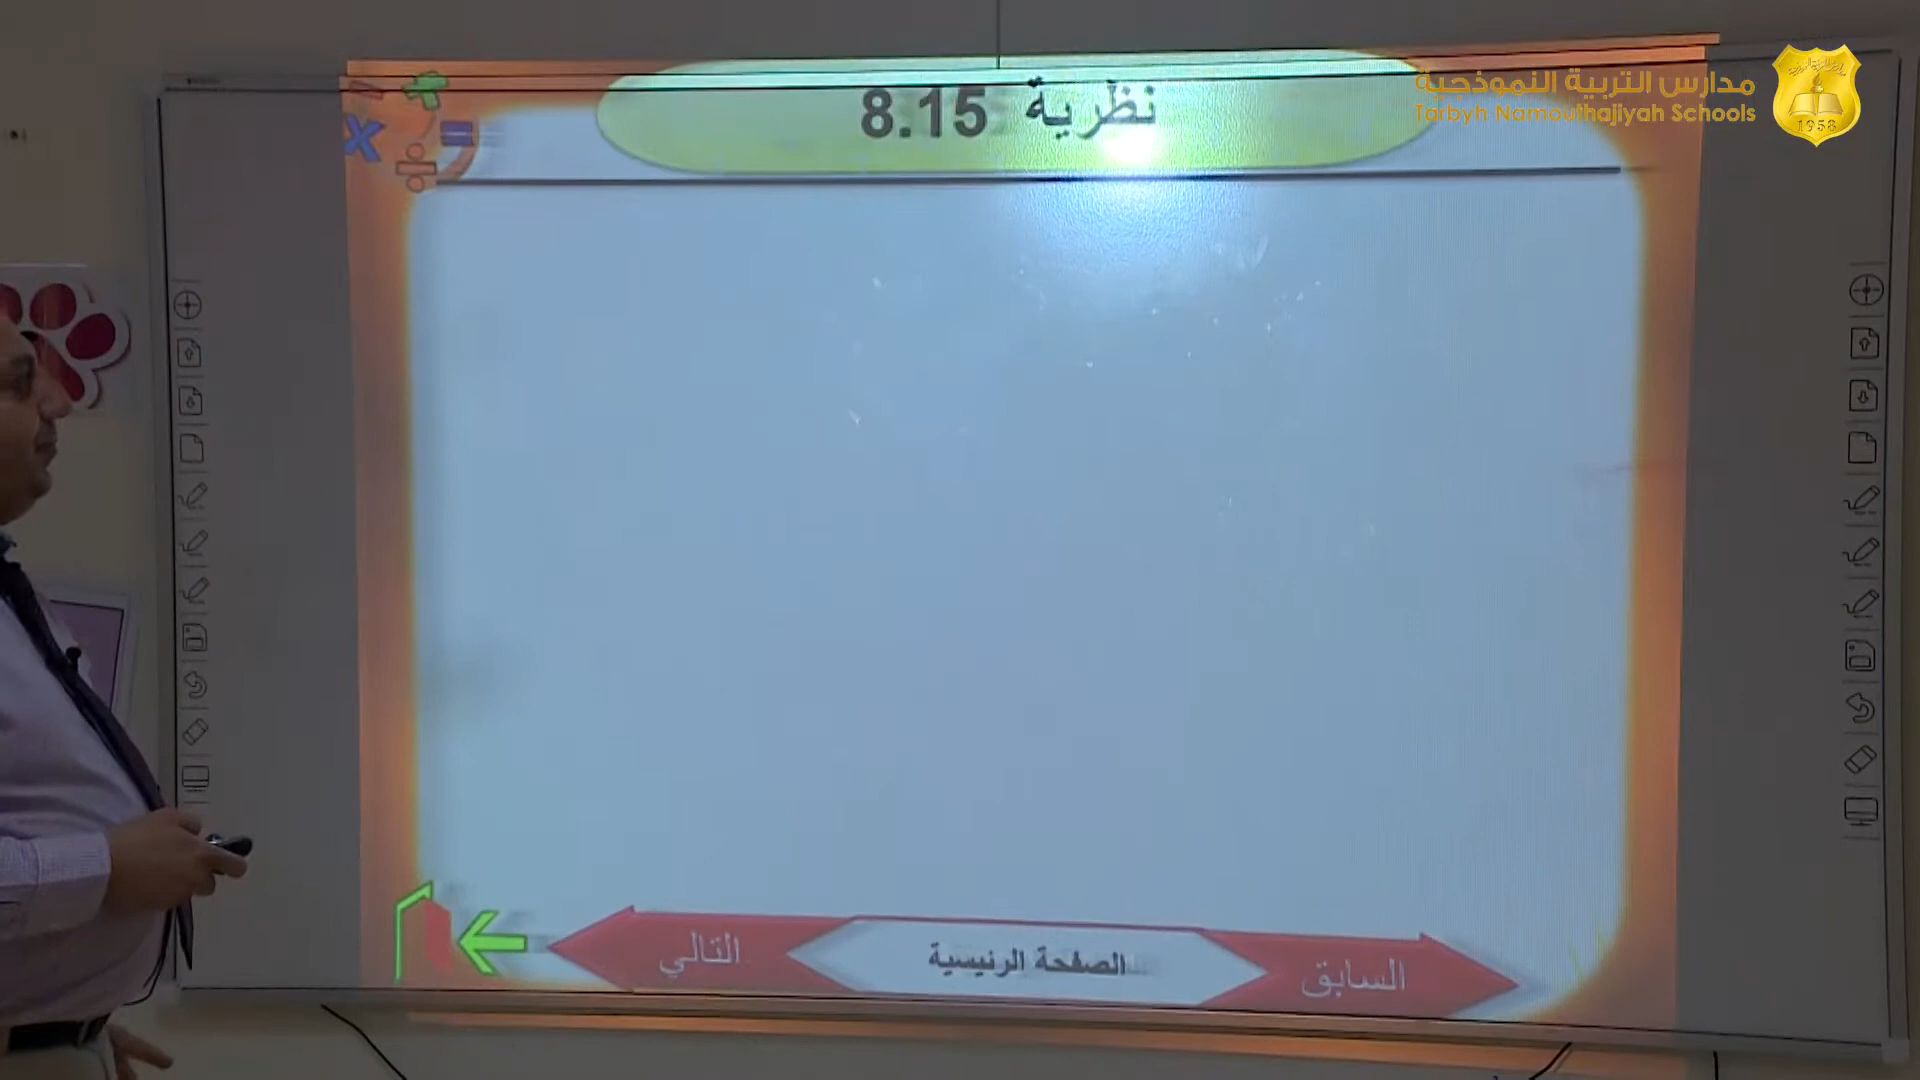 نظرية 8.15
مدارس التربية النموذجية
Tarbyh Namouthajiyah Schools
1958
السابق
الصفحة الرئيسية
التالي